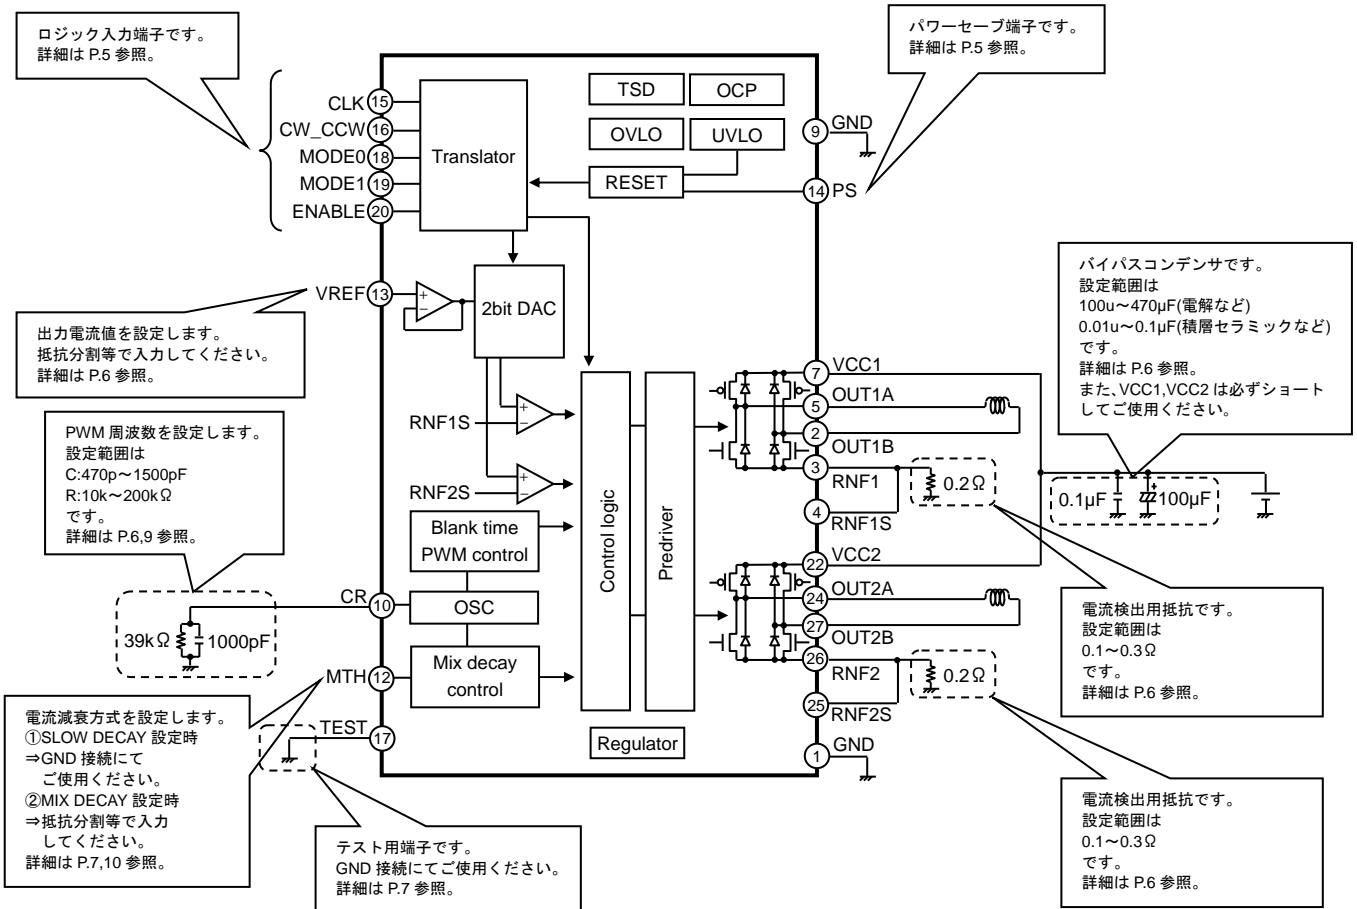 ロジック入力端子です。
詳細は P.5 参照。
パワーセーブ端子です。
詳細は P.5 参照。
CLK 15
CW_CCW 16
MODE0 18
MODE1 19
ENABLE 20
Translator
TSD
OCP
OVLO
UVLO
RESET
9 GND
14 PS
VREF 13
2bit DAC
出力電流値を設定します。
抵抗分割等で入力してください。
詳細は P.6 参照。
バイパスコンデンサです。
設定範囲は
100u~470μF(電解など)
0.01u~0.1μF(積層セラミックなど)
です。
詳細は P.6 参照。
また、VCC1,VCC2 は必ずショート
してご使用ください。
PWM 周波数を設定します。
設定範囲は
C:470p~1500pF
R:10k~200kΩ
です。
詳細は P.6,9 参照。
RNF1S
RNF2S
+
−
+
−
+
−
Blank time
PWM control
OSC
Mix decay
control
Control logic
Predriver
Regulator
7 VCC1
5 OUT1A
2 OUT1B
3 RNF1
4 RNF1S
22 VCC2
24 OUT2A
27 OUT2B
26 RNF2
25 RNF2S
1 GND
0.2Ω
0.2Ω
0.1μF
+
100μF
CR 10
39kΩ
1000pF
MTH 12
TEST 17
電流減衰方式を設定します。
①SLOW DECAY 設定時
⇒GND 接続にて
ご使用ください。
②MIX DECAY 設定時
⇒抵抗分割等で入力
してください。
詳細は P.7,10 参照。
テスト用端子です。
GND 接続にてご使用ください。
詳細は P.7 参照。
電流検出用抵抗です。
設定範囲は
0.1~0.3Ω
です。
詳細は P.6 参照。
電流検出用抵抗です。
設定範囲は
0.1~0.3Ω
です。
詳細は P.6 参照。